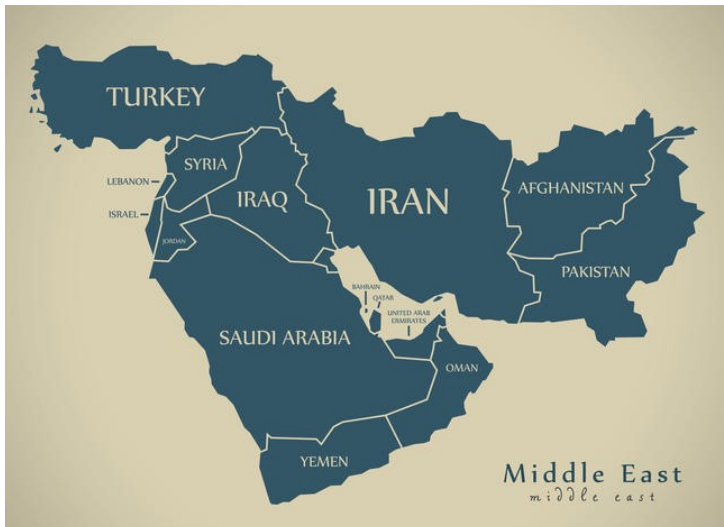 TURKEY
SYRIA
LEBANON
IRAQ
IRAN
AFGHANISTAN
ISRAEL
JORDAN
PAKISTAN
BAHRAIN
QATAR
UNITED ARAB
ERMIRATES
SAUDI ARABIA
OMAN
YEMEN
Middle East
middle east